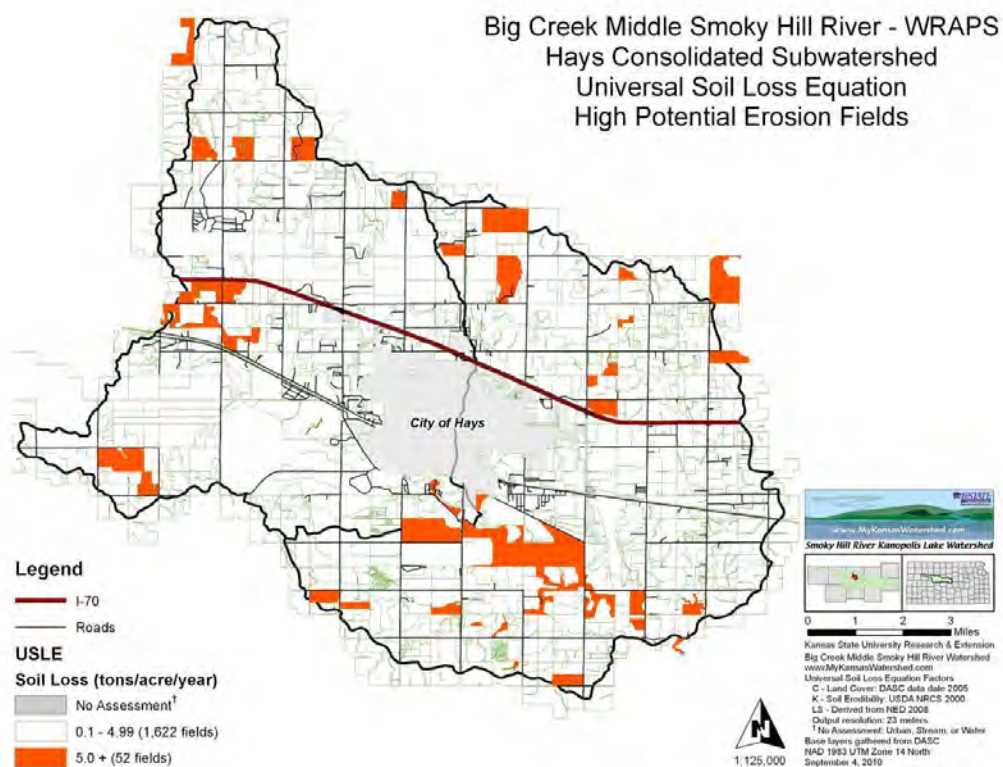 Big Creek Middle Smoky Hill River - WRAPS
Hays Consolidated Subwatershed
Universal Soil Loss Equation
High Potential Erosion Fields
City of Hays
Legend
I-70
Roads
USLE
Soil Loss (tons/acre/year)
No Assessment†
0.1 - 4.99 (1,622 fields)
5.0 + (52 fields)
www.MyKansasWatershed.com
Smoky Hill River Kanopolis Lake Watershed
0 1 2 3
Miles
Kansas State University Research & Extension
Big Creek Middle Smoky Hill River Watershed
www.MyKansasWatershed.com
Universal Soil Loss Equation Factors
C - Land Cover: DASC data date 2005
K - Soil Erodibility: USDA NRCS 2000
LS - Derived from NED 2008
Output resolution: 23 meters
† No Assessment: Urban, Stream, or Water
Base layers gathered from DASC
NAD 1983 UTM Zone 14 North
September 4, 2010
N
1:125,000